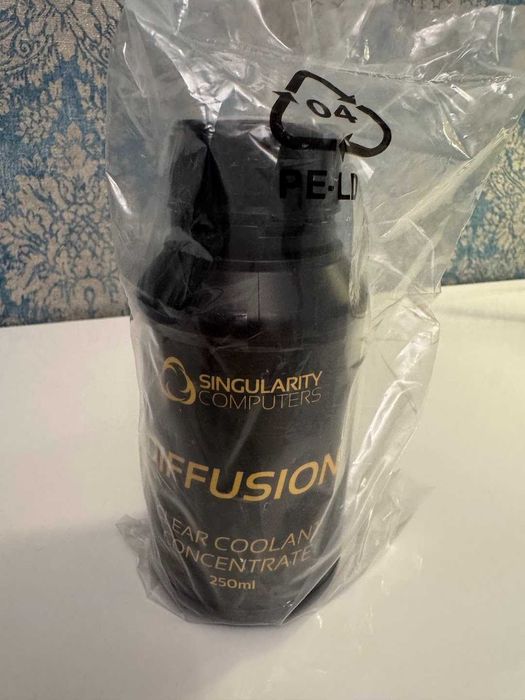 04
PE-LD
SINGULARITY
COMPUTERS
DIFFUSION
CLEAR COOLANT
CONCENTRATE
250ml